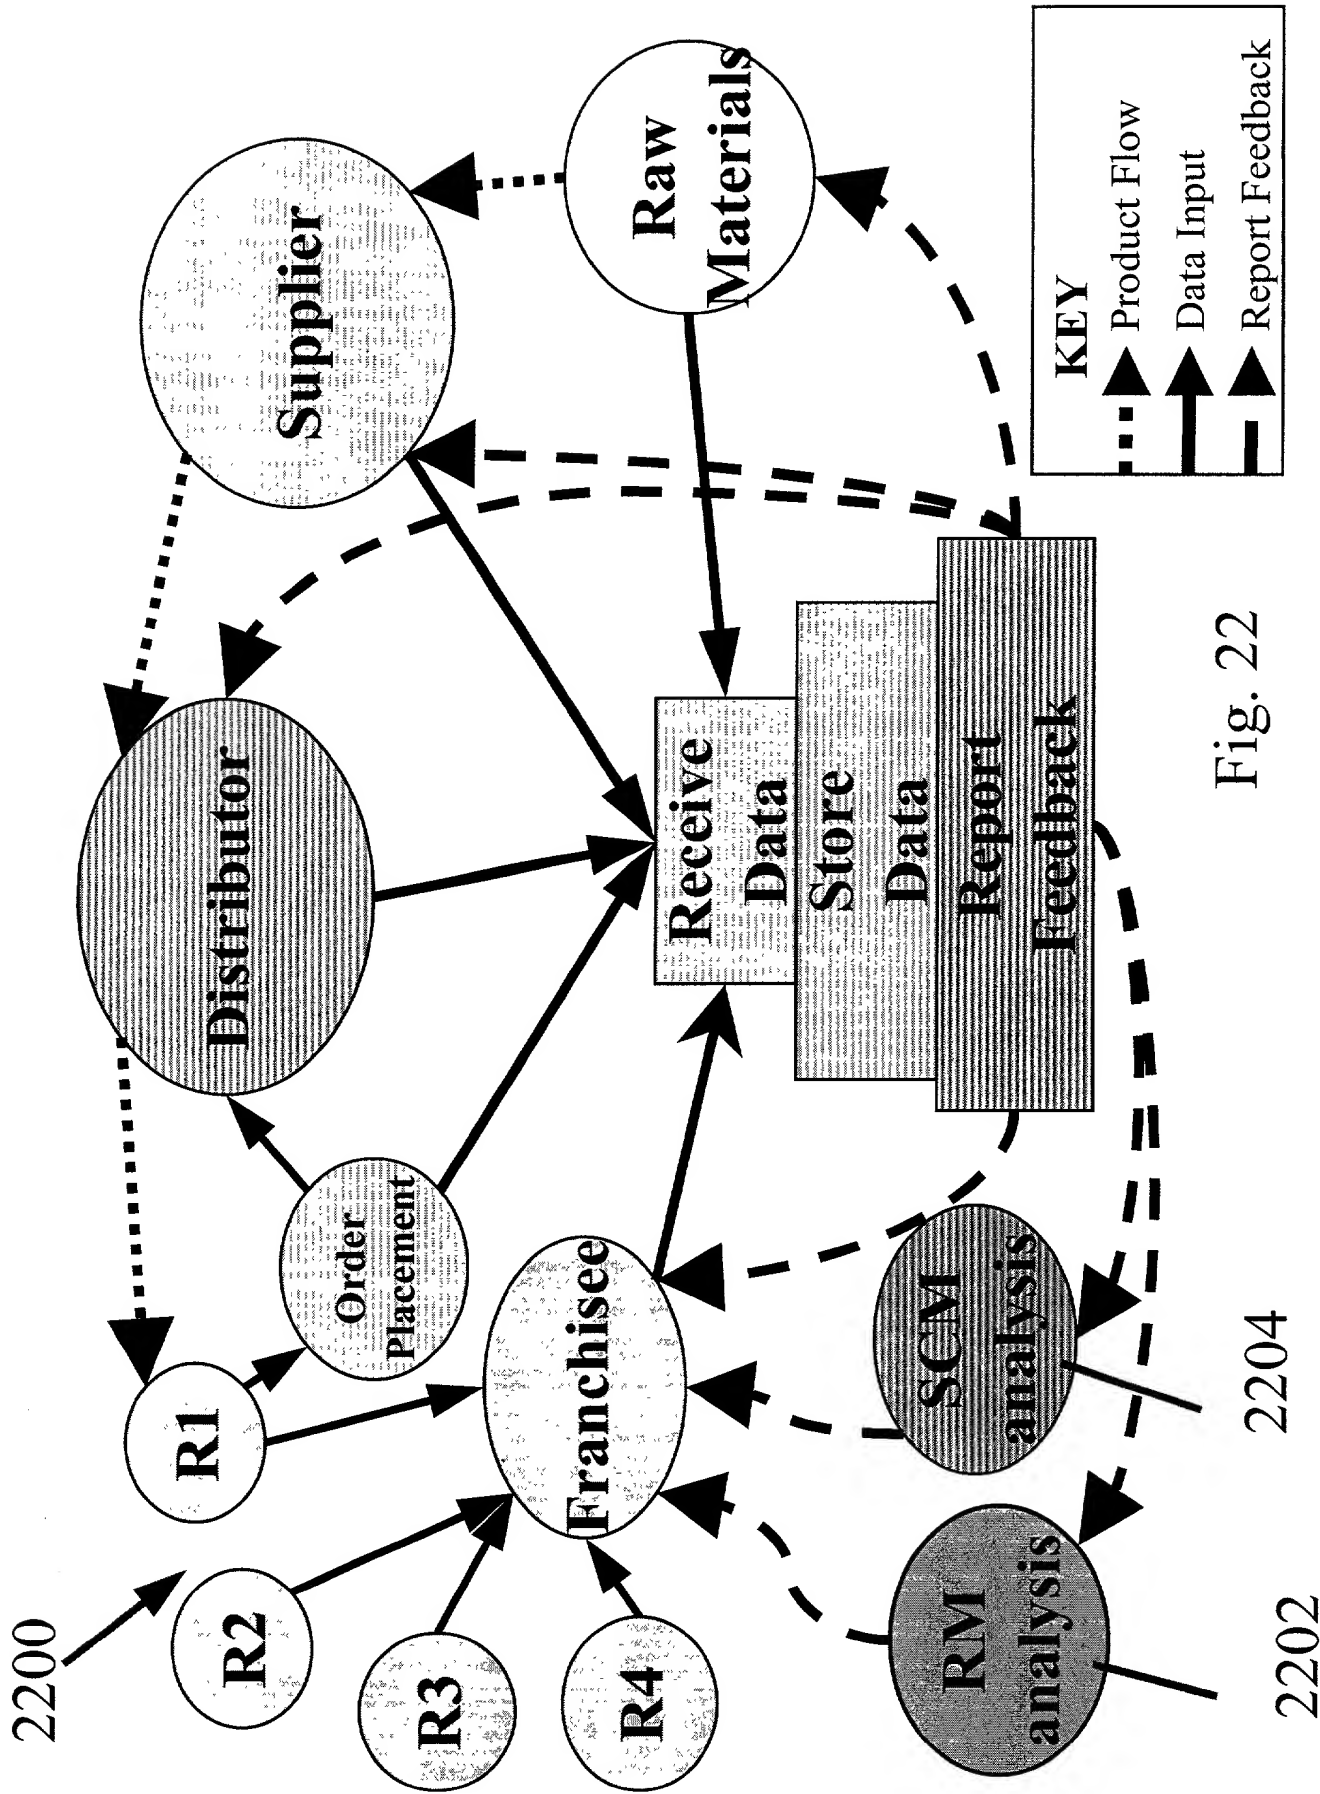 2200
R1
R2
R3
R4
Order
Placement
Distributor
Supplier
Franchisee
Raw
Materials
Receive
Data
Store
Data
Report
Feedback
RM
analysis
SCM
analysis
2202
2204
KEY
Product Flow
Data Input
Report Feedback
Fig. 22